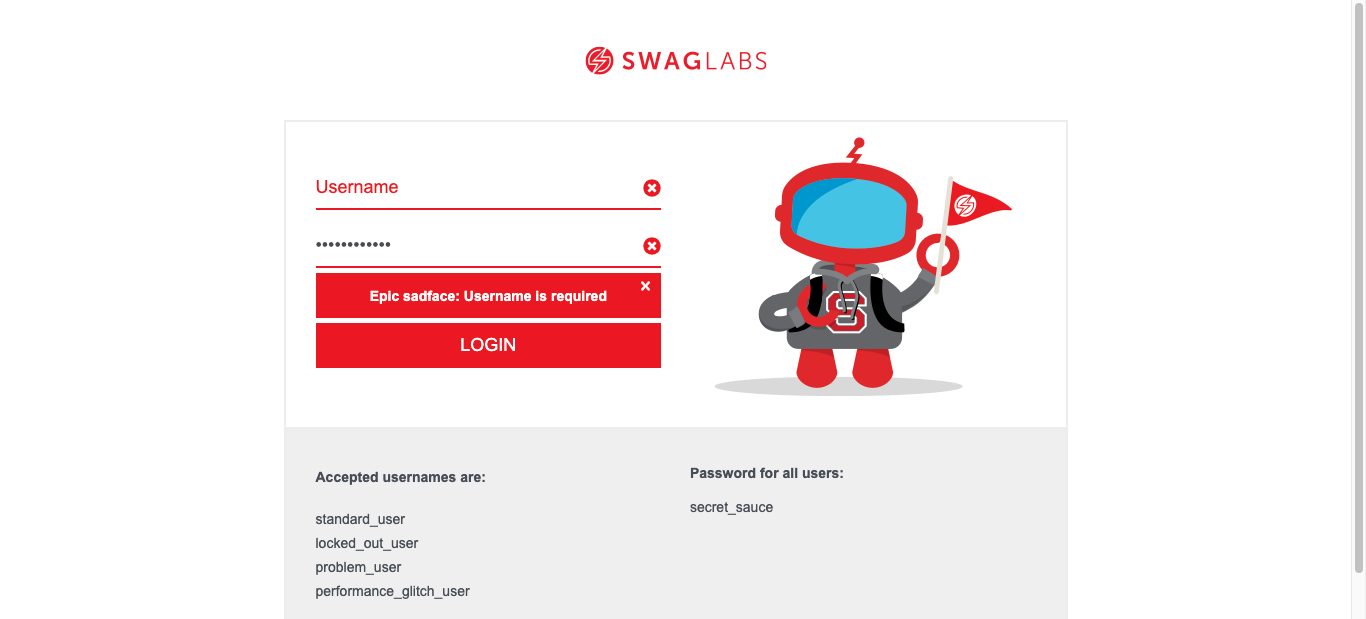 SWAGLABS
Username
••••••••••••
Epic sadface: Username is required
LOGIN
Accepted usernames are:
standard_user
locked_out_user
problem_user
performance_glitch_user
Password for all users:
secret_sauce